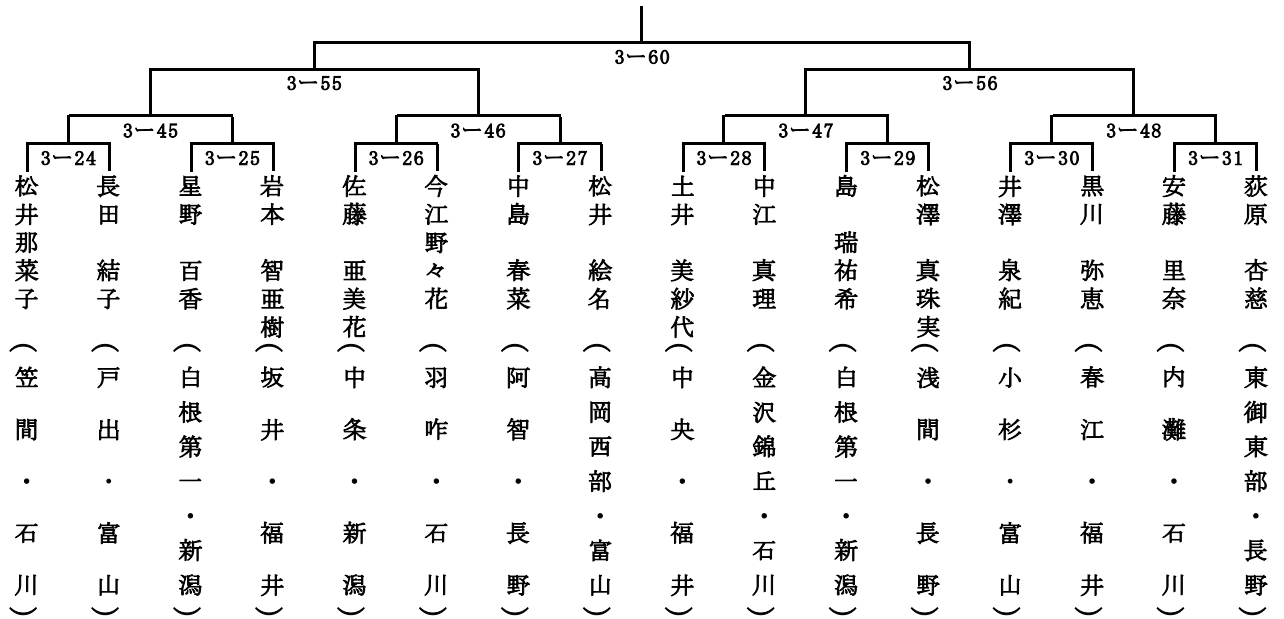 3―60
3―55
3―56
3―45
3―46
3―47
3―48
3―24
3―25
3―26
3―27
3―28
3―29
3―30
3―31
松井那菜子（笠間・石川）
長田 結子（戸出・富山）
星野 百香（白根第一・新潟）
岩本 智亜樹（坂井・福井）
佐藤 亜美花（中条・新潟）
今江野々花（羽咋・石川）
中島 春菜（阿智・長野）
松井 絵名（高岡西部・富山）
土井 美紗代（中央・福井）
中江 真理（金沢錦丘・石川）
島 瑞祐希（白根第一・新潟）
松澤 真珠実（浅間・長野）
井澤 泉紀（小杉・富山）
黒川 弥恵（春江・福井）
安藤 里奈（内灘・石川）
荻原 杏慈（東御東部・長野）